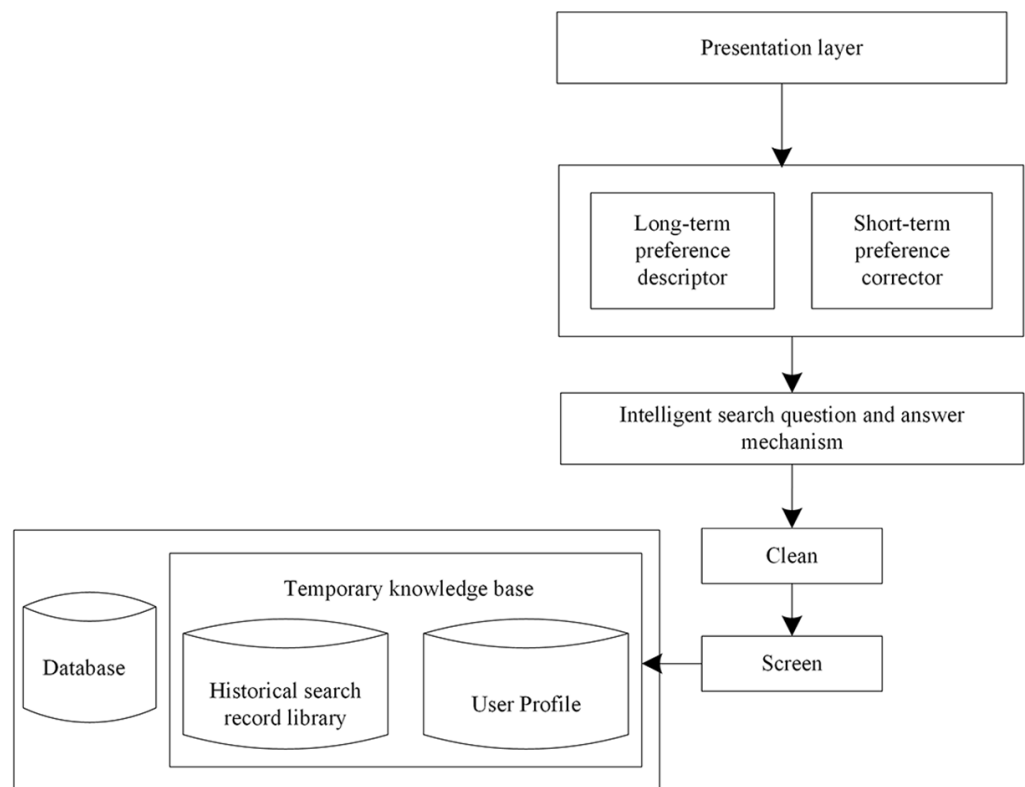 Presentation layer
Long-term
preference
descriptor
Short-term
preference
corrector
Intelligent search question and answer
mechanism
Clean
Screen
Temporary knowledge base
Database
Historical search
record library
User Profile